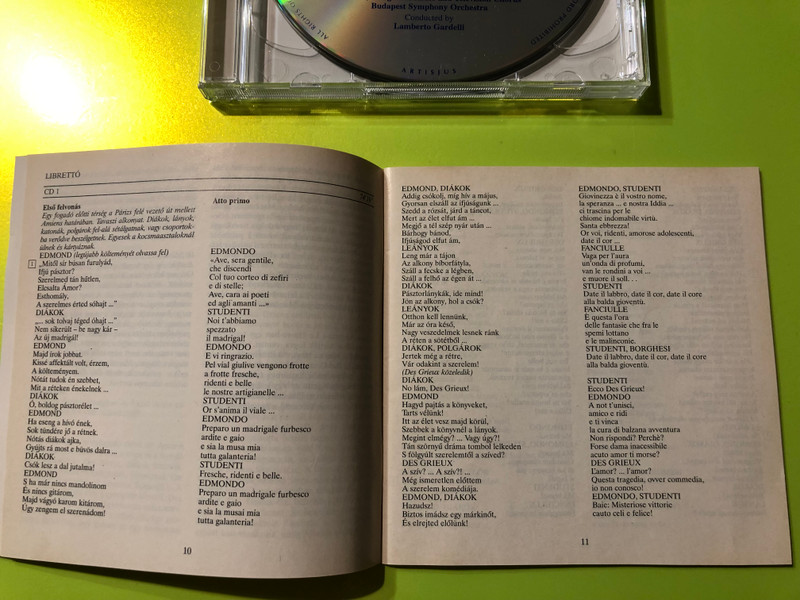 ALL RIGHTS
Budapest Symphony Orchestra
Conducted by
Lamberto Gardelli
PROHIBITED
ARTISJUS
LIBRETTÓ
CD 1
Első felvonás
Egy fogadó előtti térség a Párizs felé vezető út mellett
Amiens határában. Tavaszi alkonyat. Diákok, lányok,
katonák, polgárok fel-alá sétálgatnak, vagy csoportok-
ba verődve beszélgetnek. Egyesek a kocsmaasztaloknál
ülnek és kártyáznak.
EDMOND (legújabb költeményét olvassa fel)
1 „Mitől sír búsan furulyád,
Ifjú pásztor?
Szerelmed tán hűtlen,
Elcsalta Ámor?
Esthomály,
A szerelmes érted sóhajt ...”
DIÁKOK
„... sok tolvaj téged óhajt ...”
Nem sikerült – be nagy kár –
Az új madrigál!
EDMOND
Majd írok jobbat.
Kissé affektált volt, érzem,
A költeményem.
Nótát tudok én szebbet,
Mit a réteken énekelnek ...
DIÁKOK
Ó, boldog pásztorélet ...
EDMOND
Ha eseng a hívó ének,
Sok tündére jő a rétnek.
Nótás diákok ajka,
Gyújts rá most e bűvös dalra ...
DIÁKOK
Csók lesz a dal jutalma!
EDMOND
S ha már nincs mandolinom
És nincs gitárom,
Majd vágyó karom kitárom,
Úgy zengem el szerenádom!
Atto primo
EDMONDO
«Ave, sera gentile,
che discendi
Col tuo corteo di zefiri
e di stelle;
Ave, cara ai poeti
ed agli amanti ...»
STUDENTI
Noi t'abbiamo
spezzato
il madrigal!
EDMONDO
E vi ringrazio.
Pel vial giulive vengono frotte
a frotte fresche,
ridenti e belle
le nostre artigianelle ...
STUDENTI
Or s'anima il viale ...
EDMONDO
Preparo un madrigale furbesco
ardite e gaio
e sia la musa mia
tutta galanteria!
STUDENTI
Fresche, ridenti e belle.
EDMONDO
Preparo un madrigale furbesco
ardite e gaio
e sia la musai mia
tutta galanteria!
10
EDMOND, DIÁKOK
Addig csókolj, míg hív a május,
Gyorsan elszáll az ifjúságunk ...
Szedd a rózsát, járd a táncot,
Mert az élet elfut ám ...
Megjő a tél szép nyár után ...
Bárhogy bánod,
Ifjúságod elfut ám,
LEÁNYOK
Leng már a tájon
Az alkony bíborfátyla,
Száll a fecske a légben,
Száll a felhő az égen át ...
DIÁKOK
Pásztorlánykák, ide mind!
Jön az alkony, hol a csók?
LEÁNYOK
Otthon kell lennünk,
Már az óra késő,
Nagy veszedelmek lesnek ránk
A réten a sötétből ...
DIÁKOK, POLGÁROK
Jertek még a rétre,
Vár odakint a szerelem!
(Des Grieux közeledik)
DIÁKOK
No lám, Des Grieux!
EDMOND
Hagyd pajtás a könyveket,
Tarts vélünk!
Itt az élet vesz majd körül,
Szebbek a könyvnél a lányok.
Megint elmégy? ... Vagy úgy?!
Tán szörnyű dráma tombol lelkeden
S fölgyúlt szerelemtől a szíved?
DES GRIEUX
A szív? ... A szív?! ...
Még ismeretlen előttem
A szerelem komédiája.
EDMOND, DIÁKOK
Hazudsz!
Biztos imádsz egy márkinőt,
És elrejted előlünk!
EDMONDO, STUDENTI
Giovinezza è il vostro nome,
la speranza ... e nostra Iddia ...
ci trascina per le
chiome indomabile virtù.
Santa ebbrezza!
Or voi, ridenti, amorose adolescenti,
date il cor ...
FANCIULLE
Vaga per l'aura
un'onda di profumi,
van le rondini a voi ...
e muore il soll. . .
STUDENTI
Date il labbro, date il cor, date il core
alla balda gioventù.
FANCIULLE
E questa l'ora
delle fantasie che fra le
spemi lottano
e le malinconie.
STUDENTI, BORGHESI
Date il labbro, date il cor, date il core
alla balda gioventù.
STUDENTI
Ecco Des Grieux!
EDMONDO
A not t'unisci,
amico e ridi
e ti vinca
la cura di balzana avventura
Non rispondi? Perchè?
Forse dama inacessibile
acuto amor ti morse?
DES GRIEUX
L'amor? ... l'amor?
Questa tragedia, ovver commedia,
io non conosco!
EDMONDO, STUDENTI
Baie: Misteriose vittorie
cauto celi e felice!
11